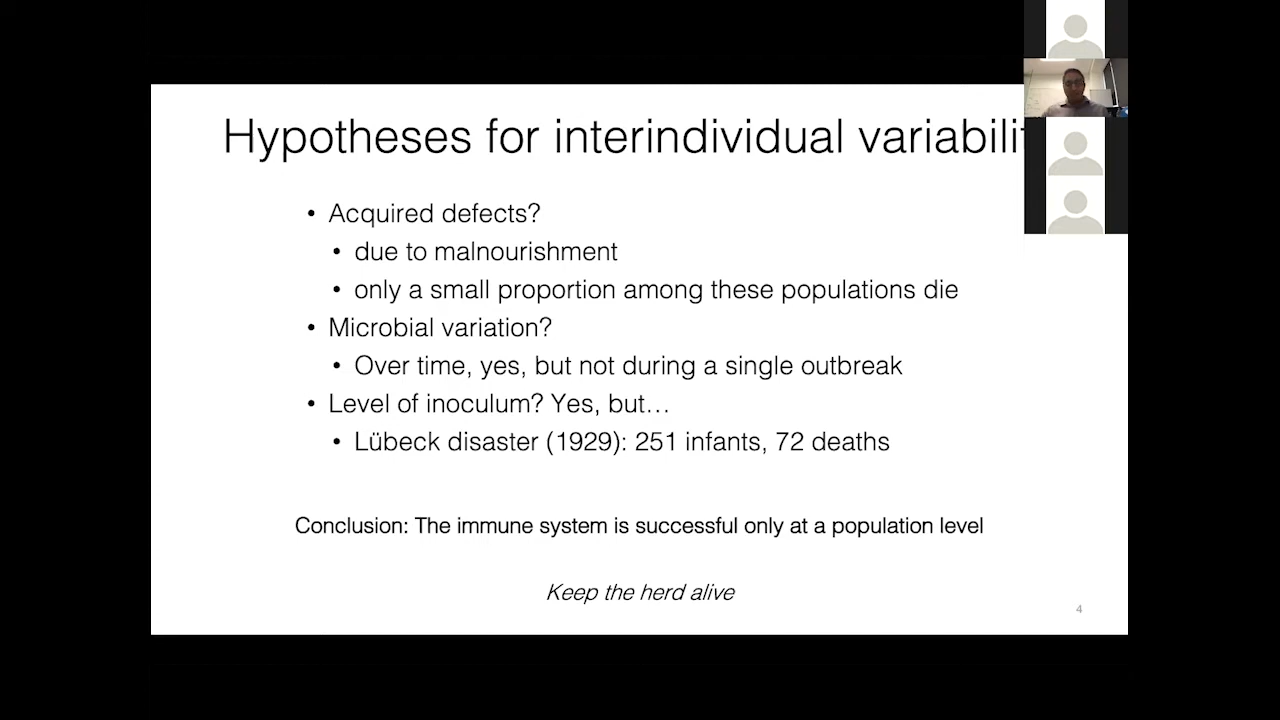 Hypotheses for interindividual variabilit
• Acquired defects?
• due to malnourishment
• only a small proportion among these populations die
• Microbial variation?
• Over time, yes, but not during a single outbreak
• Level of inoculum? Yes, but…
• Lübeck disaster (1929): 251 infants, 72 deaths
Conclusion: The immune system is successful only at a population level
Keep the herd alive
4